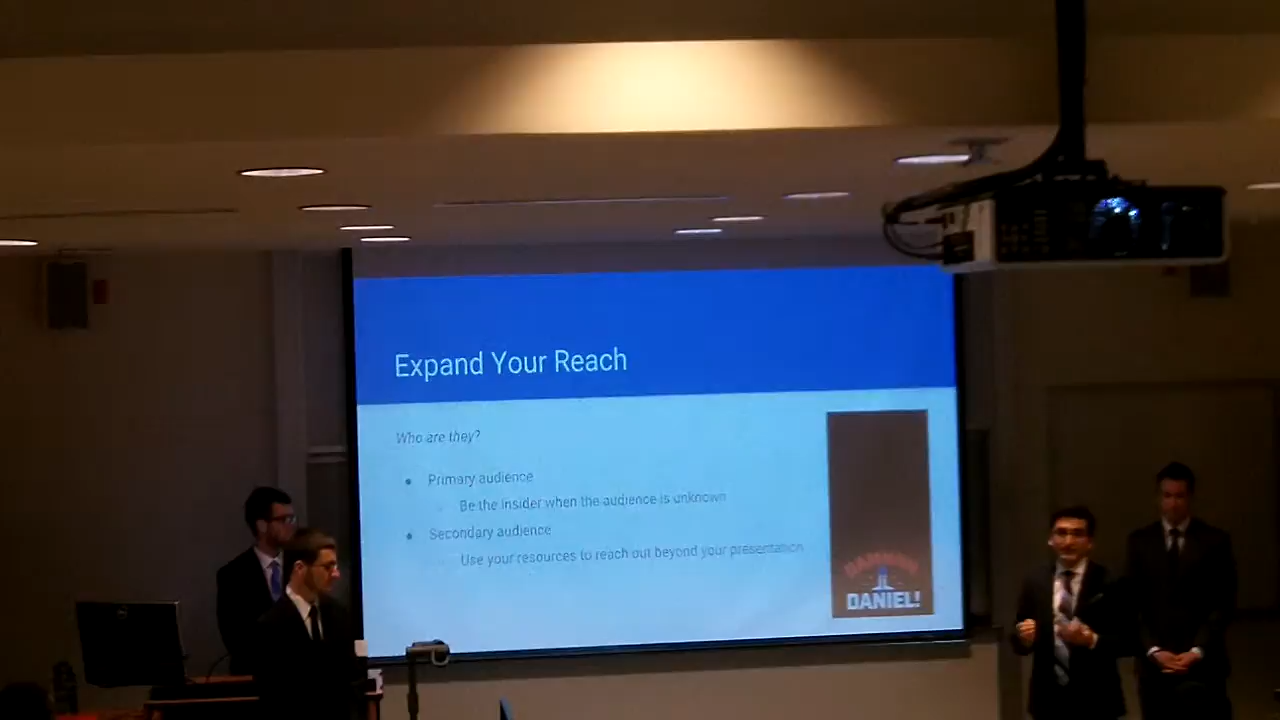 Expand Your Reach
Who are they?
Primary audience
Be the insider when the audience is unknown
Secondary audience
Use your resources to reach out beyond your presentation
DANIEL!